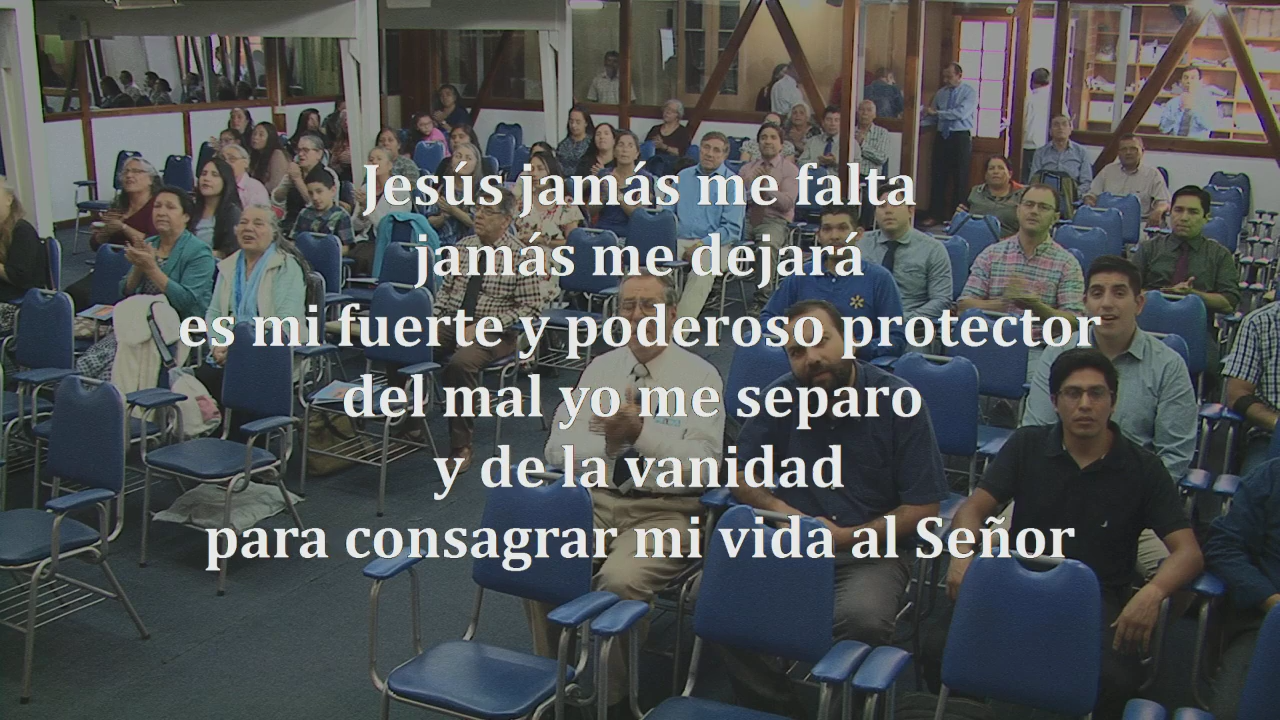 Jesús jamás me falta
jamás me dejará
es mi fuerte y poderoso protector
del mal yo me separo
y de la vanidad
para consagrar mi vida al Señor